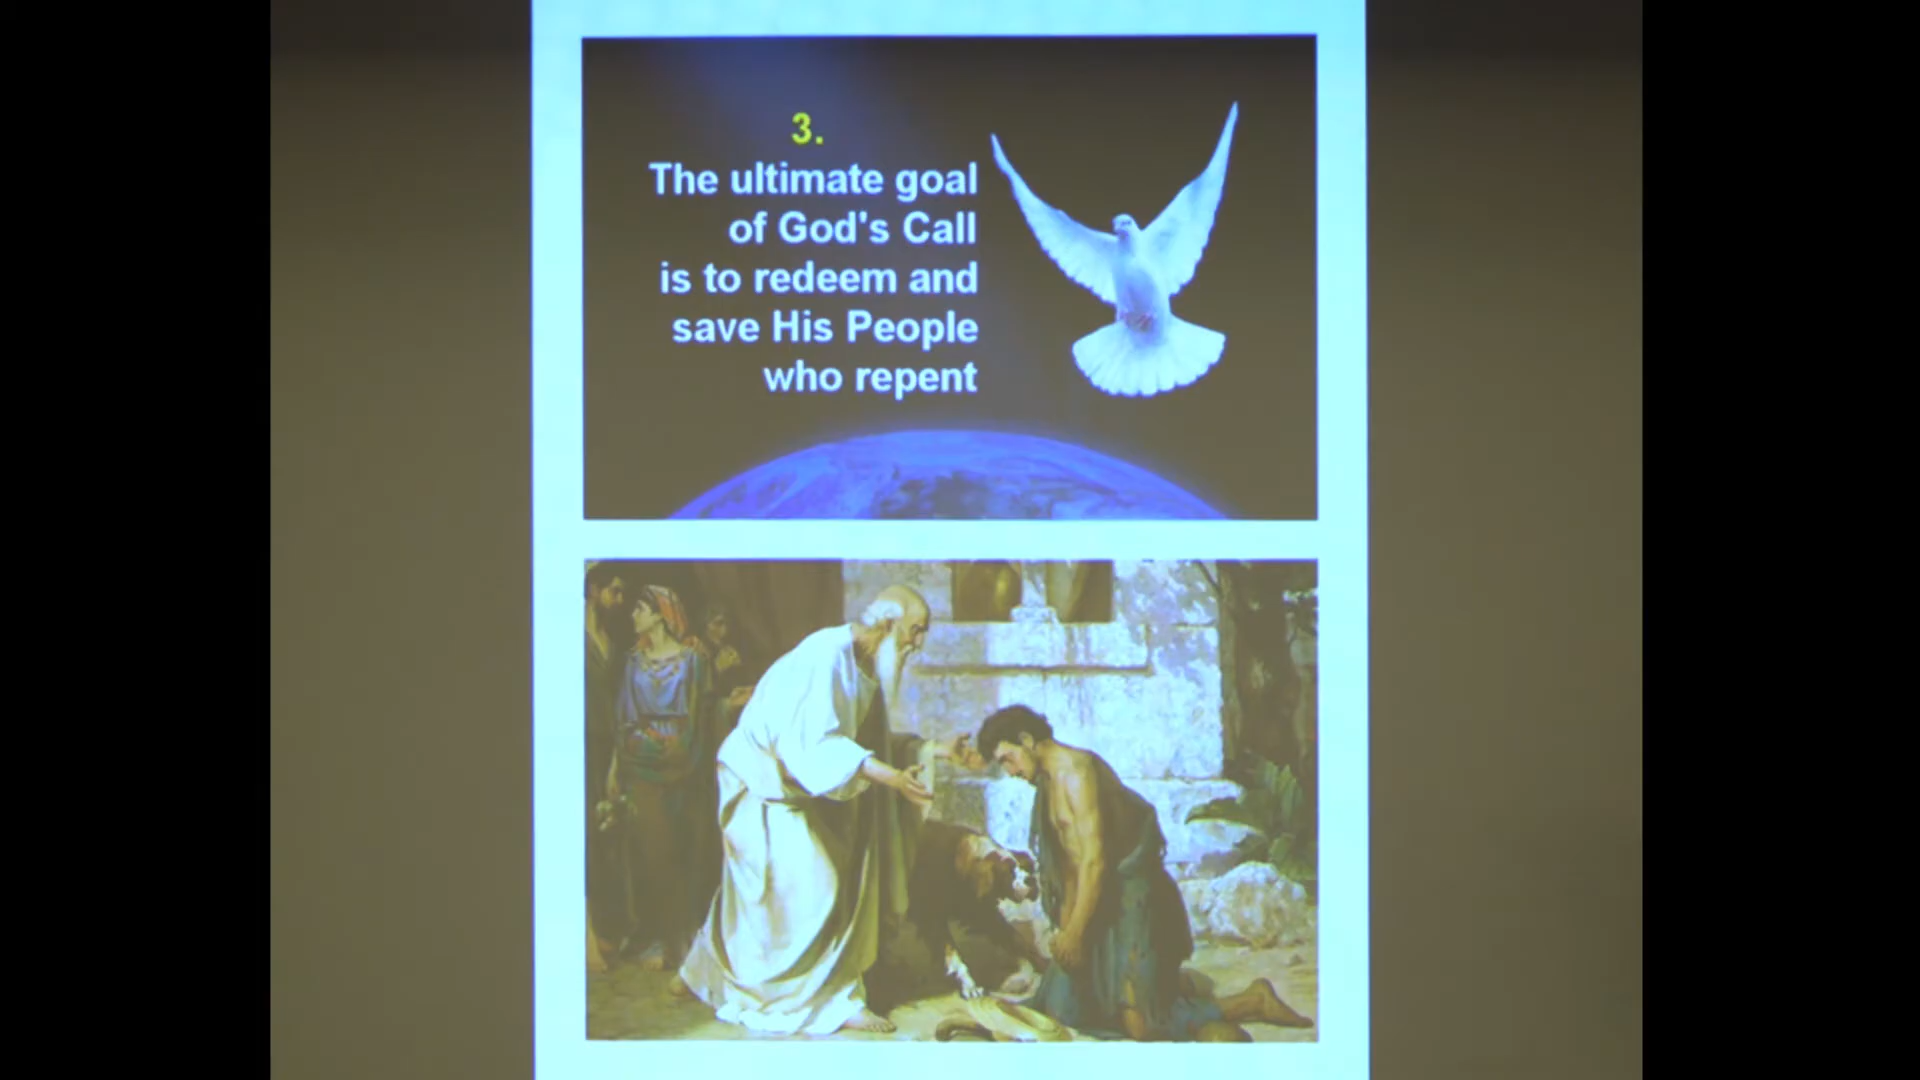 3.
The ultimate goal
of God's Call
is to redeem and
save His People
who repent